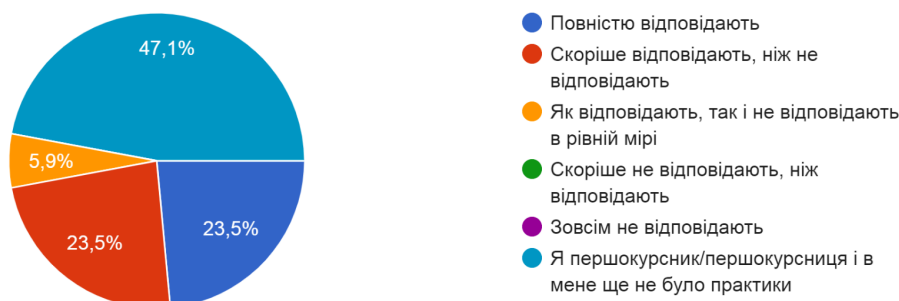 47,1%
5,9%
23,5%
23,5%
Повністю відповідають
Скоріше відповідають, ніж не
відповідають
Як відповідають, так і не відповідають
в рівній мірі
Скоріше не відповідають, ніж
відповідають
Зовсім не відповідають
Я першокурсник/першокурсниця і в
мене ще не було практики